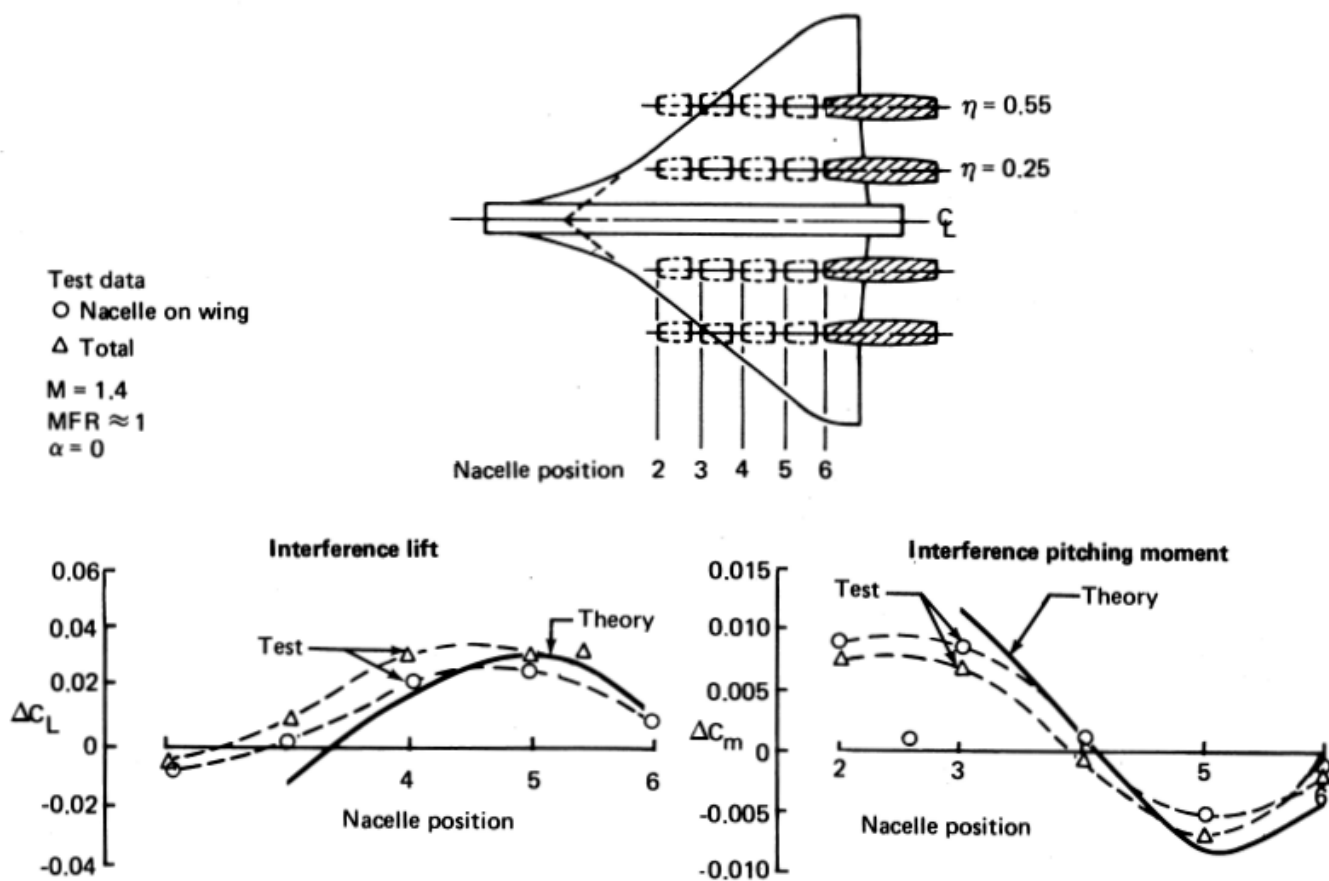 η = 0.55
η = 0.25
℄
Test data
○ Nacelle on wing
△ Total
M = 1.4
MFR ≈ 1
α = 0
Nacelle position 2 3 4 5 6
Interference lift
0.06
0.04
0.02
0
-0.02
-0.04
ΔC_L
Test
Theory
4 5 6
Nacelle position
Interference pitching moment
0.015
0.010
0.005
0
-0.005
-0.010
ΔC_m
Test
Theory
2 3 5 6
Nacelle position